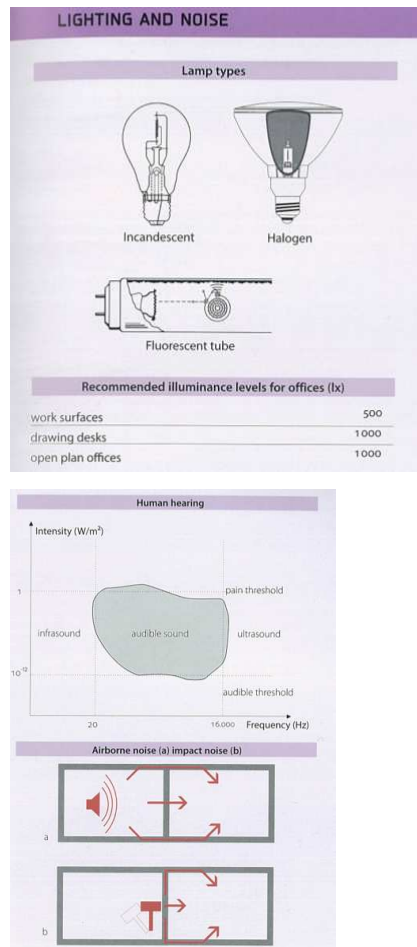 LIGHTING AND NOISE
Lamp types
Incandescent
Halogen
Fluorescent tube
Recommended illuminance levels for offices (lx)
work surfaces 500
drawing desks 1000
open plan offices 1000
Human hearing
Intensity (W/m²)
1
pain threshold
infrasound audible sound ultrasound
10⁻¹²
audible threshold
20 16.000 Frequency (Hz)
Airborne noise (a) impact noise (b)
a
b